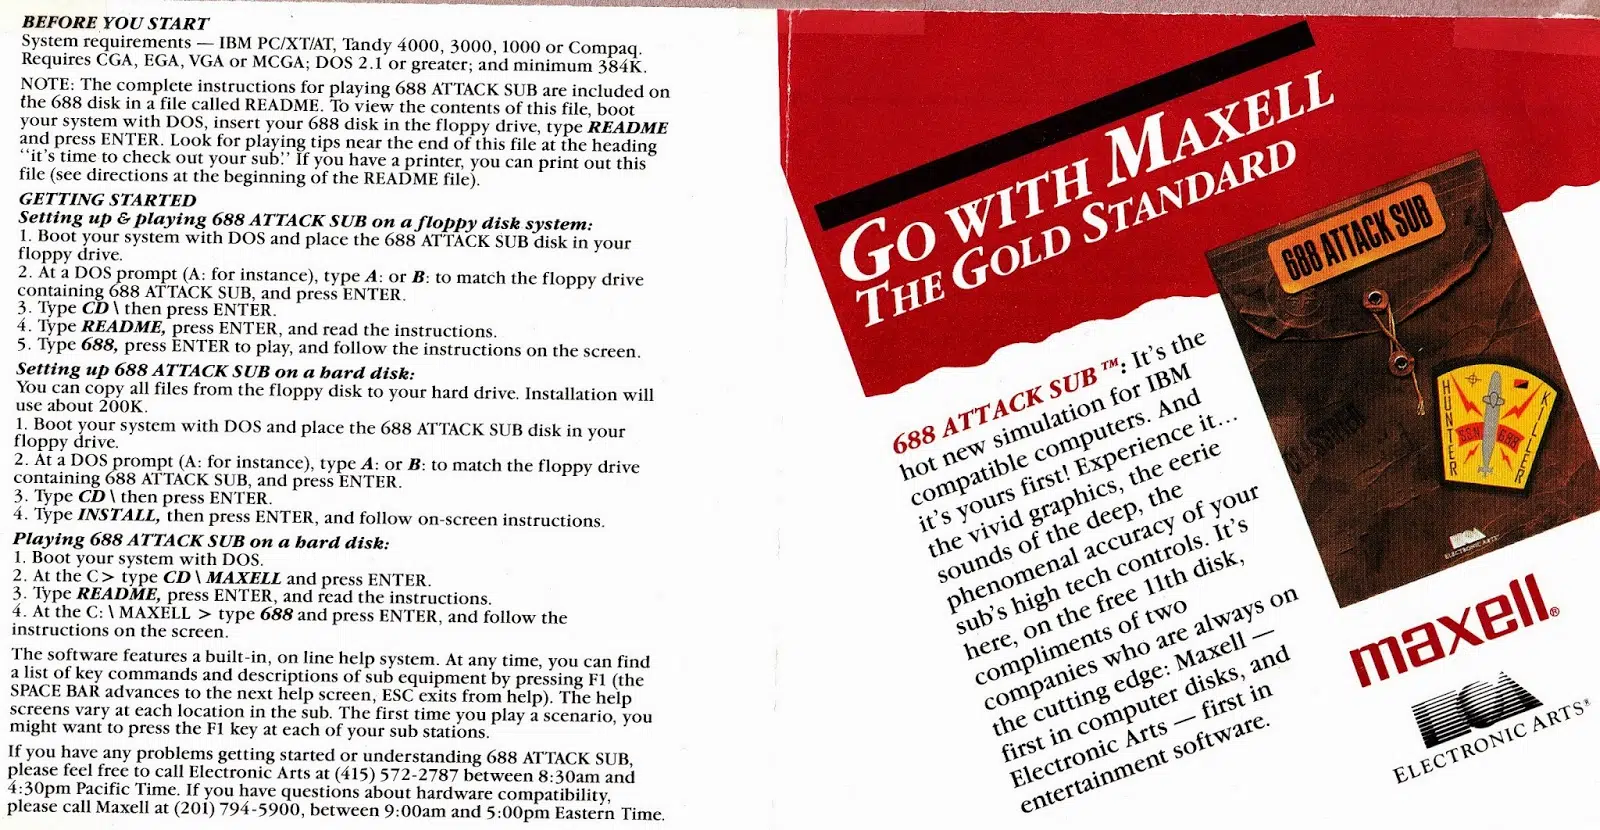 BEFORE YOU START
System requirements — IBM PC/XT/AT, Tandy 4000, 3000, 1000 or Compaq.
Requires CGA, EGA, VGA or MCGA; DOS 2.1 or greater; and minimum 384K.
NOTE: The complete instructions for playing 688 ATTACK SUB are included on
the 688 disk in a file called README. To view the contents of this file, boot
your system with DOS, insert your 688 disk in the floppy drive, type README
and press ENTER. Look for playing tips near the end of this file at the heading
"it's time to check out your sub." If you have a printer, you can print out this
file (see directions at the beginning of the README file).
GETTING STARTED
Setting up & playing 688 ATTACK SUB on a floppy disk system:
1. Boot your system with DOS and place the 688 ATTACK SUB disk in your
floppy drive.
2. At a DOS prompt (A: for instance), type A: or B: to match the floppy drive
containing 688 ATTACK SUB, and press ENTER.
3. Type CD \ then press ENTER.
4. Type README, press ENTER, and read the instructions.
5. Type 688, press ENTER to play, and follow the instructions on the screen.
Setting up 688 ATTACK SUB on a hard disk:
You can copy all files from the floppy disk to your hard drive. Installation will
use about 200K.
1. Boot your system with DOS and place the 688 ATTACK SUB disk in your
floppy drive.
2. At a DOS prompt (A: for instance), type A: or B: to match the floppy drive
containing 688 ATTACK SUB, and press ENTER.
3. Type CD \ then press ENTER.
4. Type INSTALL, then press ENTER, and follow on-screen instructions.
Playing 688 ATTACK SUB on a hard disk:
1. Boot your system with DOS.
2. At the C> type CD \ MAXELL and press ENTER.
3. Type README, press ENTER, and read the instructions.
4. At the C: \ MAXELL > type 688 and press ENTER, and follow the
instructions on the screen.
The software features a built-in, on line help system. At any time, you can find
a list of key commands and descriptions of sub equipment by pressing F1 (the
SPACE BAR advances to the next help screen, ESC exits from help). The help
screens vary at each location in the sub. The first time you play a scenario, you
might want to press the F1 key at each of your sub stations.
If you have any problems getting started or understanding 688 ATTACK SUB,
please feel free to call Electronic Arts at (415) 572-2787 between 8:30am and
4:30pm Pacific Time. If you have questions about hardware compatibility,
please call Maxell at (201) 794-5900, between 9:00am and 5:00pm Eastern Time.
GO WITH MAXELL
THE GOLD STANDARD
688 ATTACK SUB™: It's the
hot new simulation for IBM
compatible computers. And
it's yours first! Experience it...
the vivid graphics, the eerie
sounds of the deep, the
phenomenal accuracy of your
sub's high tech controls. It's
here, on the free 11th disk,
compliments of two
companies who are always on
the cutting edge: Maxell —
first in computer disks, and
Electronic Arts — first in
entertainment software.
688 ATTACK SUB
HUNTER
KILLER
SSN 688
ELECTRONIC ARTS
maxell®
ELECTRONIC ARTS®